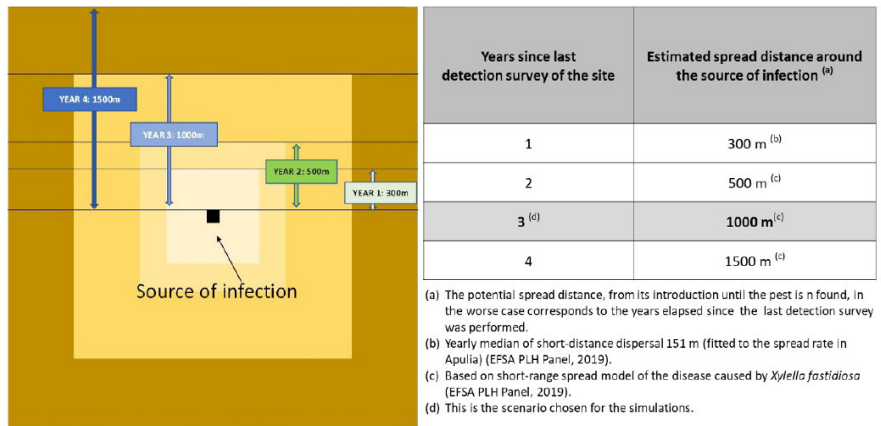 YEAR 4: 1500m
YEAR 3: 1000m
YEAR 2: 500m
YEAR 1: 300m
Source of infection
Years since last
detection survey of the site
Estimated spread distance around
the source of infection (a)
1
300 m (b)
2
500 m (c)
3 (d)
1000 m(c)
4
1500 m (c)
(a) The potential spread distance, from its introduction until the pest is n found, in
the worse case corresponds to the years elapsed since the last detection survey
was performed.
(b) Yearly median of short-distance dispersal 151 m (fitted to the spread rate in
Apulia) (EFSA PLH Panel, 2019).
(c) Based on short-range spread model of the disease caused by Xylella fastidiosa
(EFSA PLH Panel, 2019).
(d) This is the scenario chosen for the simulations.